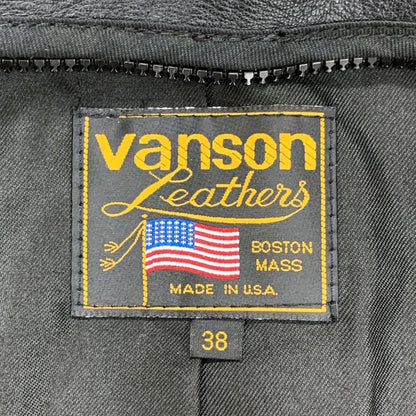 vanson
Leathers
BOSTON
MASS
MADE IN U.S.A.
38